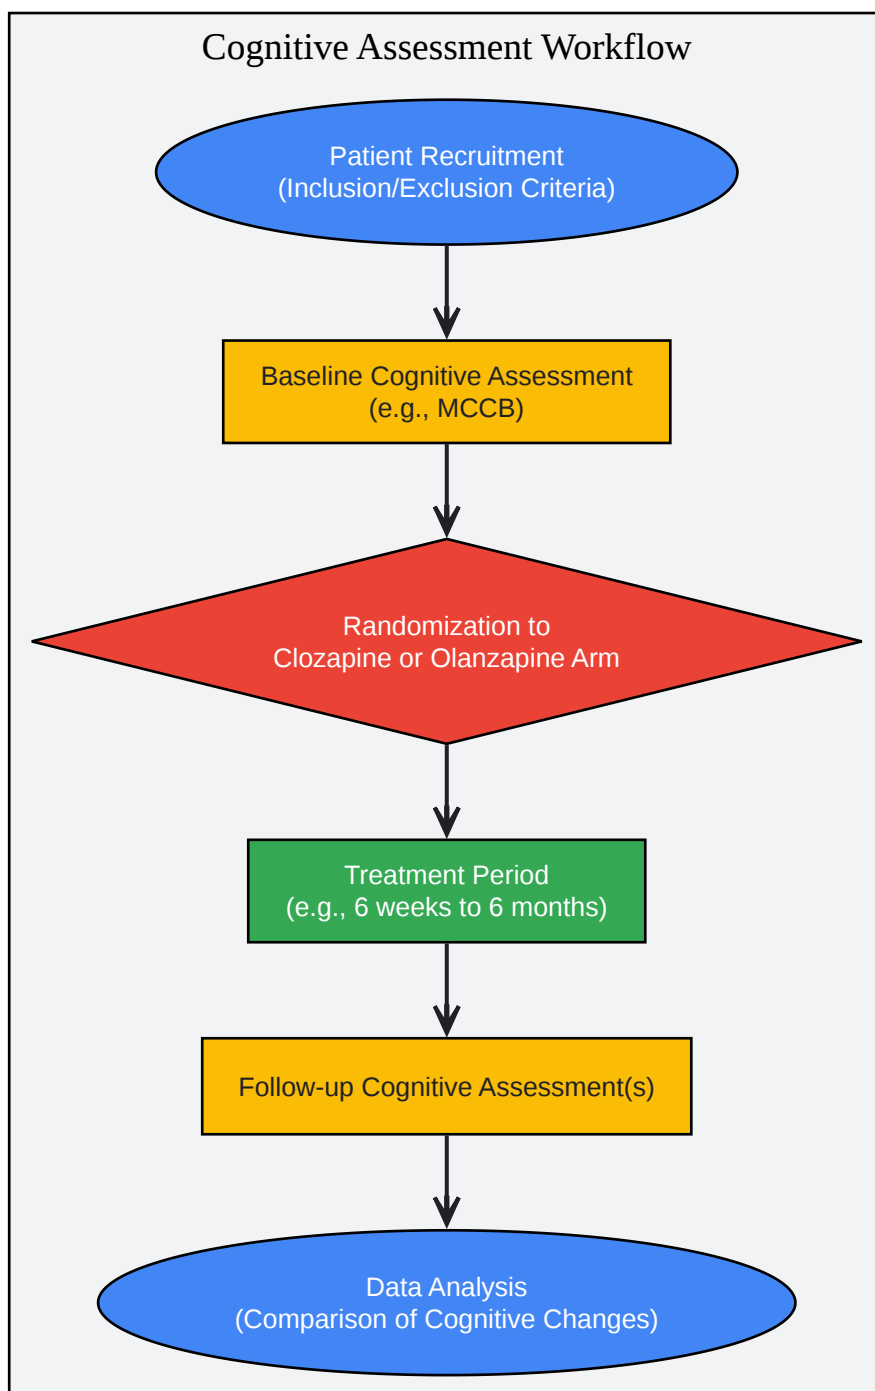 Cognitive Assessment Workflow
Patient Recruitment
(Inclusion/Exclusion Criteria)
Baseline Cognitive Assessment
(e.g., MCCB)
Randomization to
Clozapine or Olanzapine Arm
Treatment Period
(e.g., 6 weeks to 6 months)
Follow-up Cognitive Assessment(s)
Data Analysis
(Comparison of Cognitive Changes)